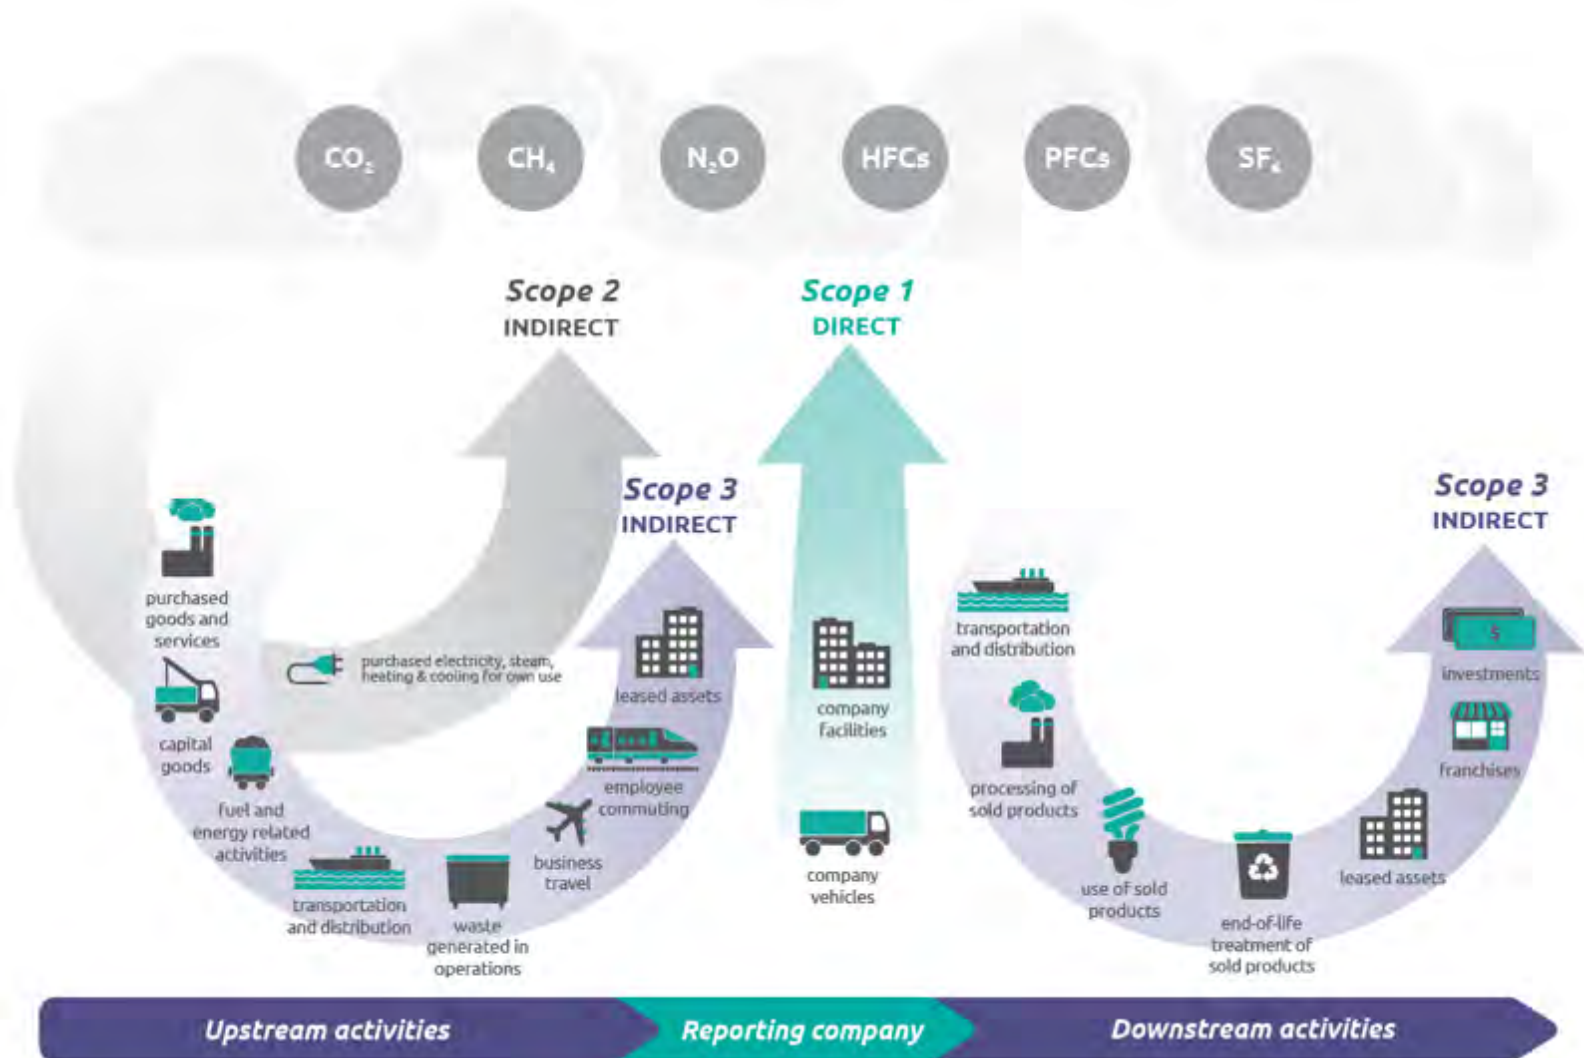 CO₂
CH₄
N₂O
HFCs
PFCs
SF₄
Scope 2
INDIRECT
Scope 1
DIRECT
Scope 3
INDIRECT
Scope 3
INDIRECT
purchased
goods and
services
capital
goods
fuel and
energy related
activities
purchased electricity, steam,
heating & cooling for own use
transportation
and distribution
waste
generated in
operations
business
travel
employee
commuting
leased assets
company
facilities
company
vehicles
transportation
and distribution
processing of
sold products
use of sold
products
end-of-life
treatment of
sold products
leased assets
franchises
$
investments
Upstream activities
Reporting company
Downstream activities